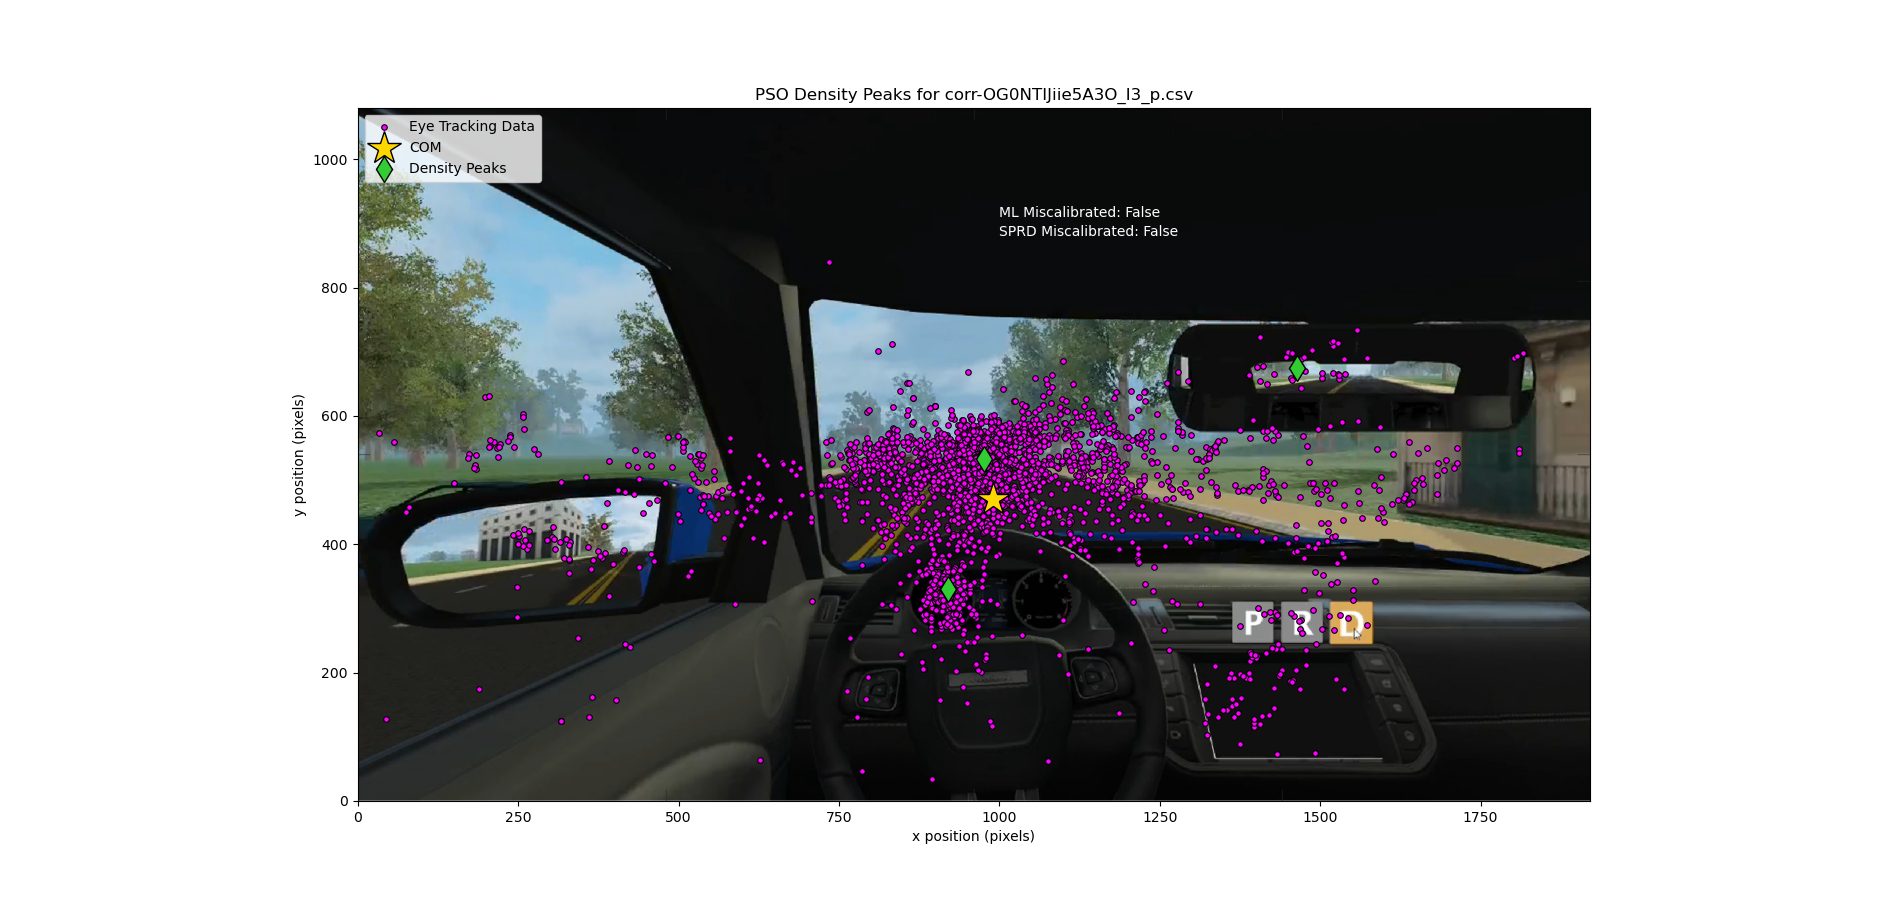 PSO Density Peaks for corr-OG0NTlJiie5A3O_l3_p.csv
Eye Tracking Data
COM
Density Peaks
ML Miscalibrated: False
SPRD Miscalibrated: False
1000
800
600
400
200
0
y position (pixels)
P R D
0 250 500 750 1000 1250 1500 1750
x position (pixels)